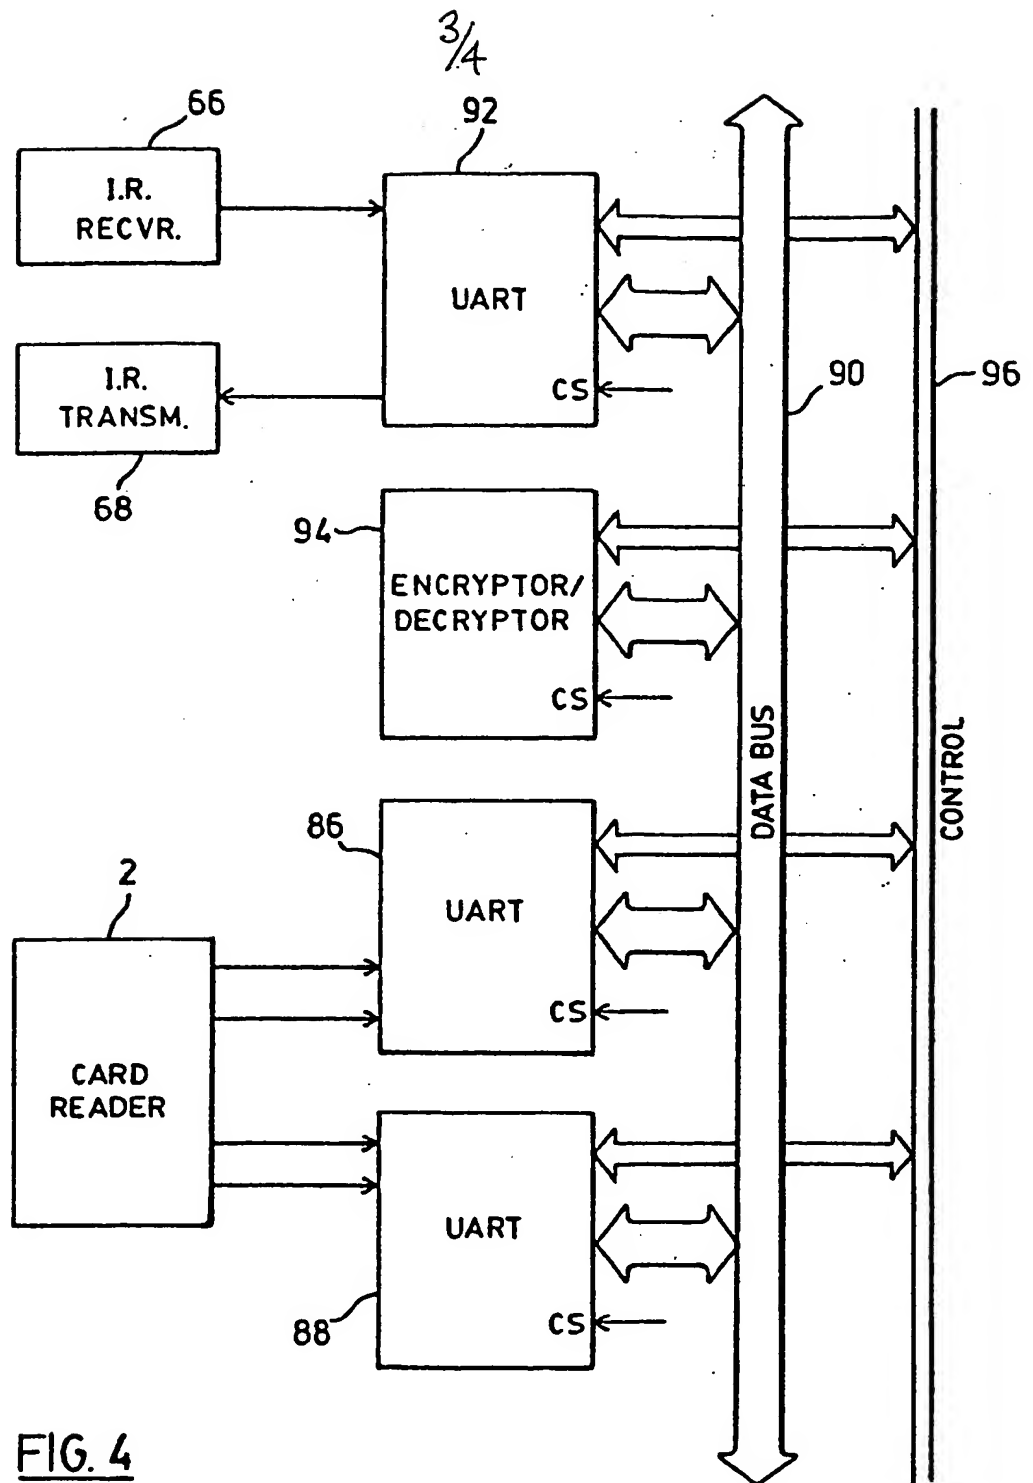 3/4
66
92
I.R.
RECVR.
UART
CS
90
96
I.R.
TRANSM.
68
94
ENCRYPTOR/
DECRYPTOR
CS
DATA BUS
CONTROL
86
UART
CS
2
CARD
READER
UART
CS
88
FIG. 4